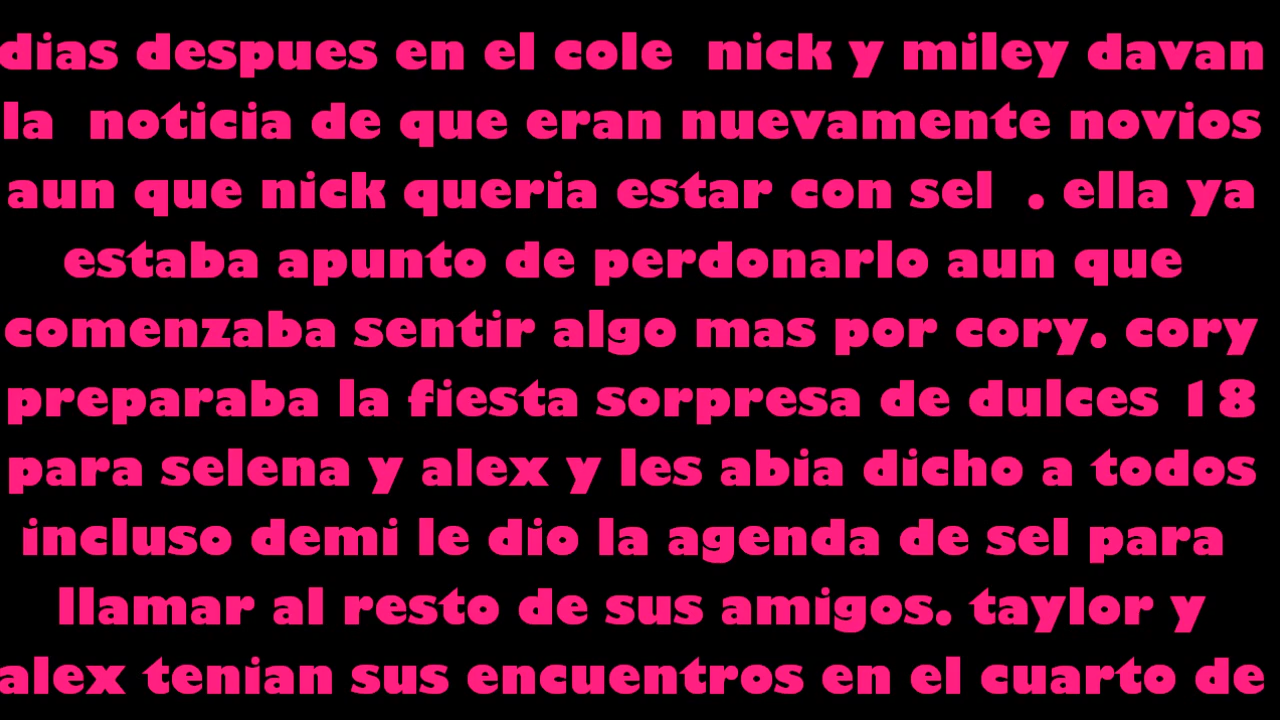 dias despues en el cole nick y miley davan
la noticia de que eran nuevamente novios
aun que nick queria estar con sel . ella ya
estaba apunto de perdonarlo aun que
comenzaba sentir algo mas por cory. cory
preparaba la fiesta sorpresa de dulces 18
para selena y alex y les abia dicho a todos
incluso demi le dio la agenda de sel para
llamar al resto de sus amigos. taylor y
alex tenian sus encuentros en el cuarto de